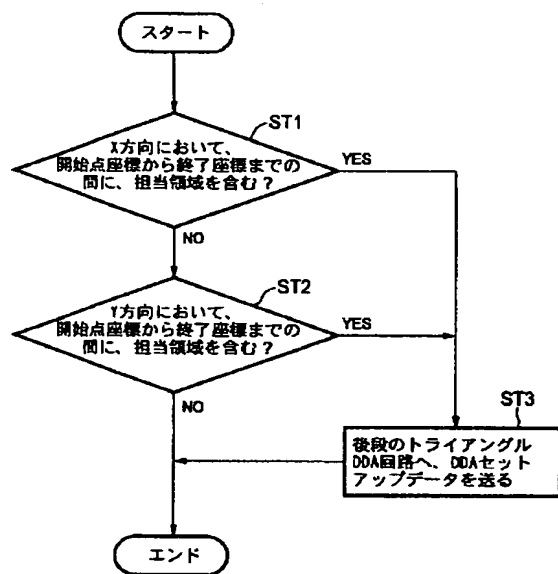 スタート
ST1
X方向において、
開始点座標から終了座標までの
間に、担当領域を含む？
YES
NO
ST2
Y方向において、
開始点座標から終了座標までの
間に、担当領域を含む？
YES
NO
ST3
後段のトライアングル
DDA回路へ、DDAセット
アップデータを送る
エンド